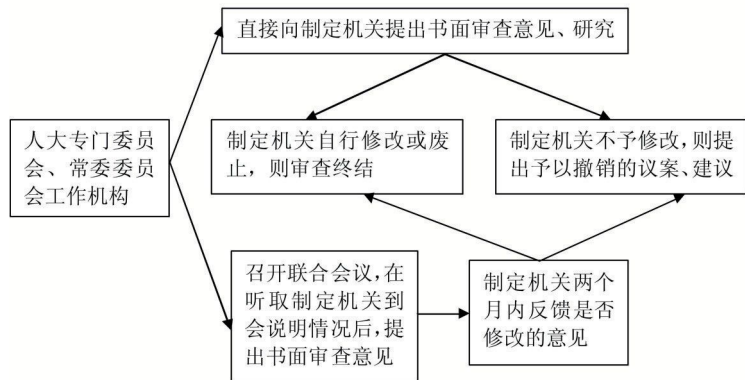 直接向制定机关提出书面审查意见、研究
人大专门委员
会、常委委员
会工作机构
制定机关自行修改或废
止，则审查终结
制定机关不予修改，则提
出予以撤销的议案、建议
召开联合会议，在
听取制定机关到
会说明情况后，提
出书面审查意见
制定机关两个
月内反馈是否
修改的意见